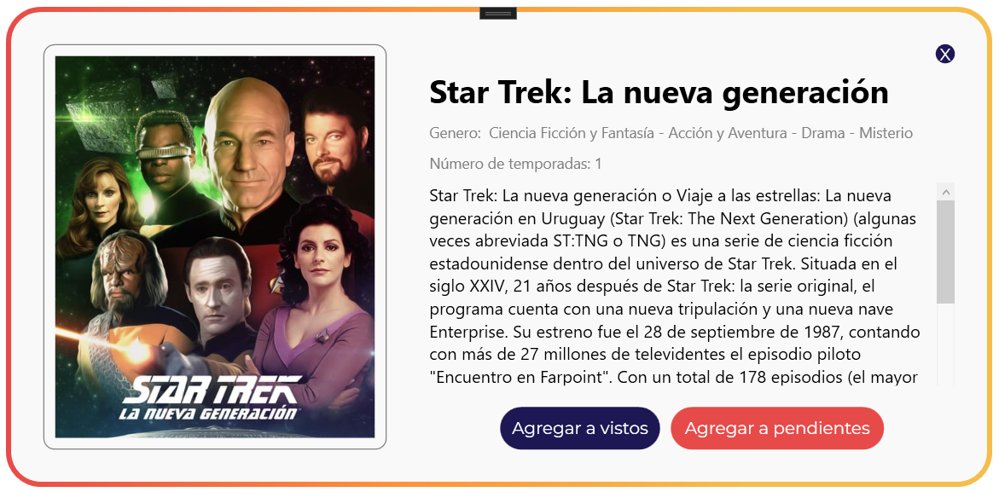 X
Star Trek: La nueva generación
Genero: Ciencia Ficción y Fantasía - Acción y Aventura - Drama - Misterio
Número de temporadas: 1
Star Trek: La nueva generación o Viaje a las estrellas: La nueva
generación en Uruguay (Star Trek: The Next Generation) (algunas
veces abreviada ST:TNG o TNG) es una serie de ciencia ficción
estadounidense dentro del universo de Star Trek. Situada en el
siglo XXIV, 21 años después de Star Trek: la serie original, el
programa cuenta con una nueva tripulación y una nueva nave
Enterprise. Su estreno fue el 28 de septiembre de 1987, contando
con más de 27 millones de televidentes el episodio piloto
"Encuentro en Farpoint". Con un total de 178 episodios (el mayor
STAR TREK
LA NUEVA GENERACIÓN
Agregar a vistos
Agregar a pendientes